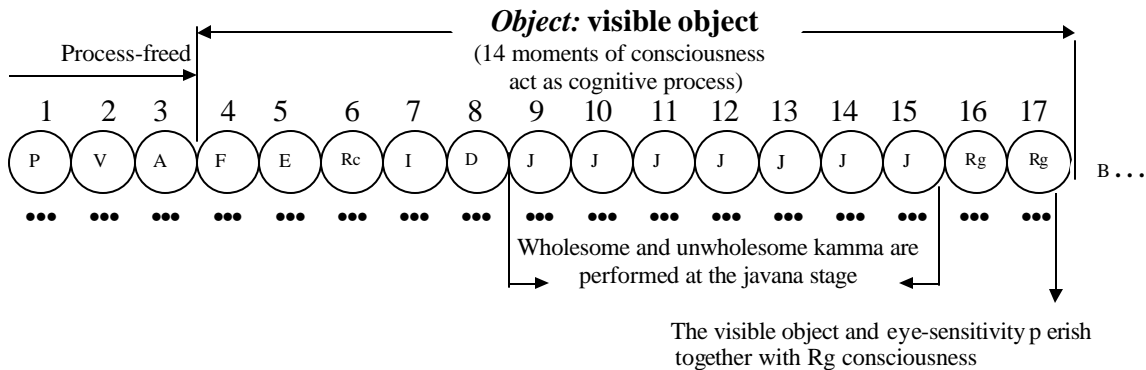 Object: visible object
Process-freed
(14 moments of consciousness
act as cognitive process)
1 2 3 4 5 6 7 8 9 10 11 12 13 14 15 16 17
P V A F E Rc I D J J J J J J J Rg Rg B...
••• ••• ••• ••• ••• ••• ••• ••• ••• ••• ••• ••• ••• ••• ••• ••• •••
Wholesome and unwholesome kamma are
performed at the javana stage
The visible object and eye-sensitivity p erish
together with Rg consciousness